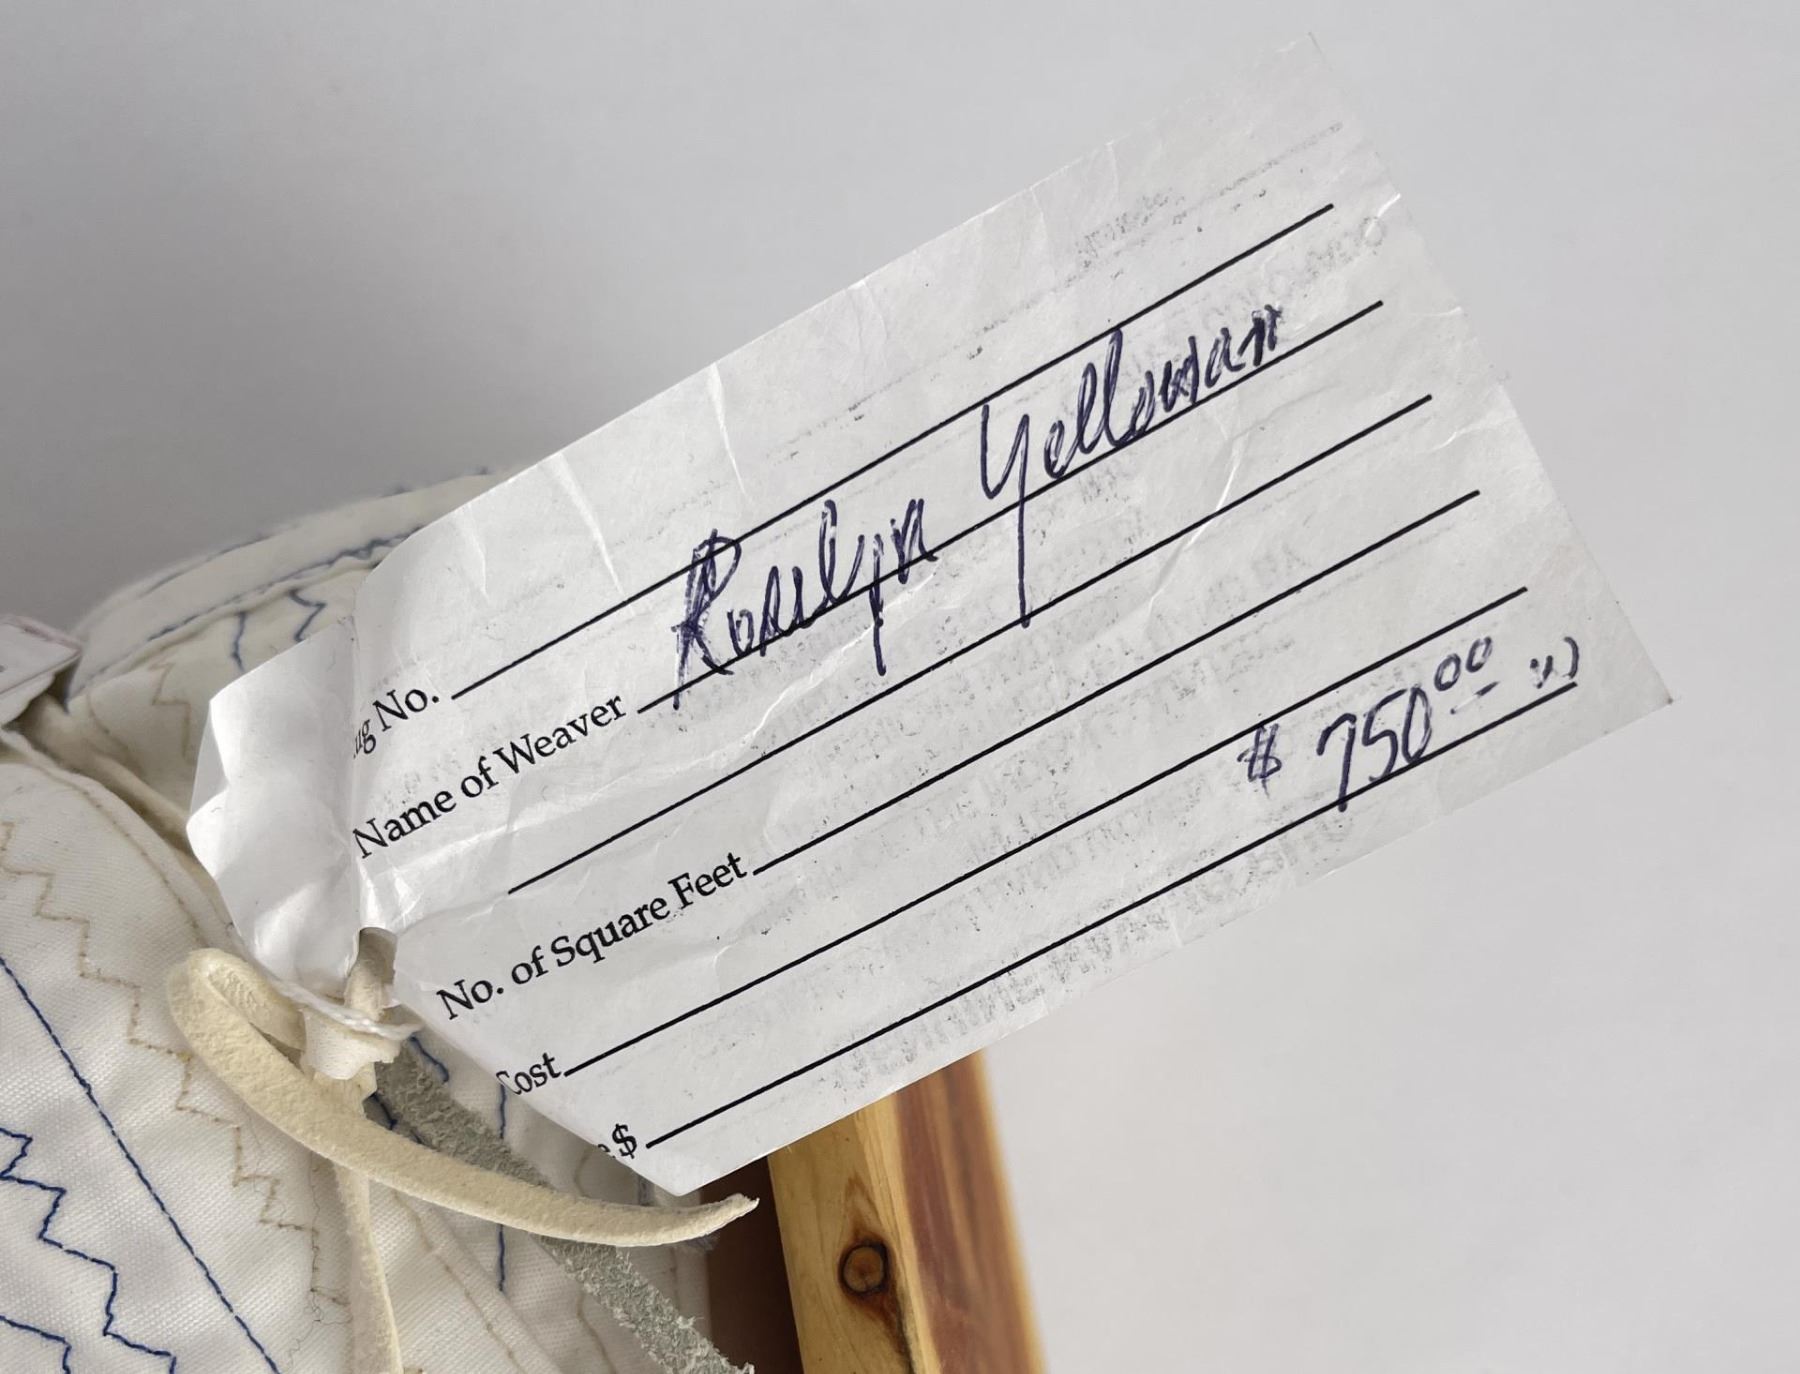 ug No.
Name of Weaver Roselyn Yellowman
No. of Square Feet
Cost
e $ $ 750.00